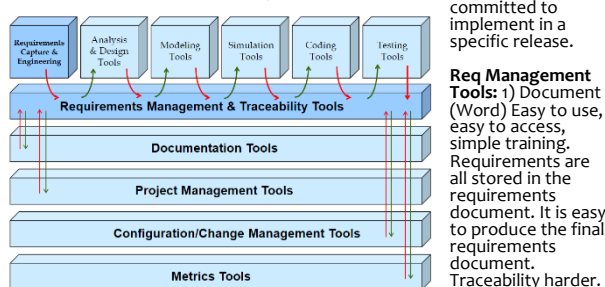 Requirements
Capture &
Engineering
Analysis
& Design
Tools
Modeling
Tools
Simulation
Tools
Coding
Tools
Testing
Tools
Requirements Management & Traceability Tools
Documentation Tools
Project Management Tools
Configuration/Change Management Tools
Metrics Tools
committed to
implement in a
specific release.
Req Management
Tools: 1) Document
(Word) Easy to use,
easy to access,
simple training.
Requirements are
all stored in the
requirements
document. It is easy
to produce the final
requirements
document.
Traceability harder.